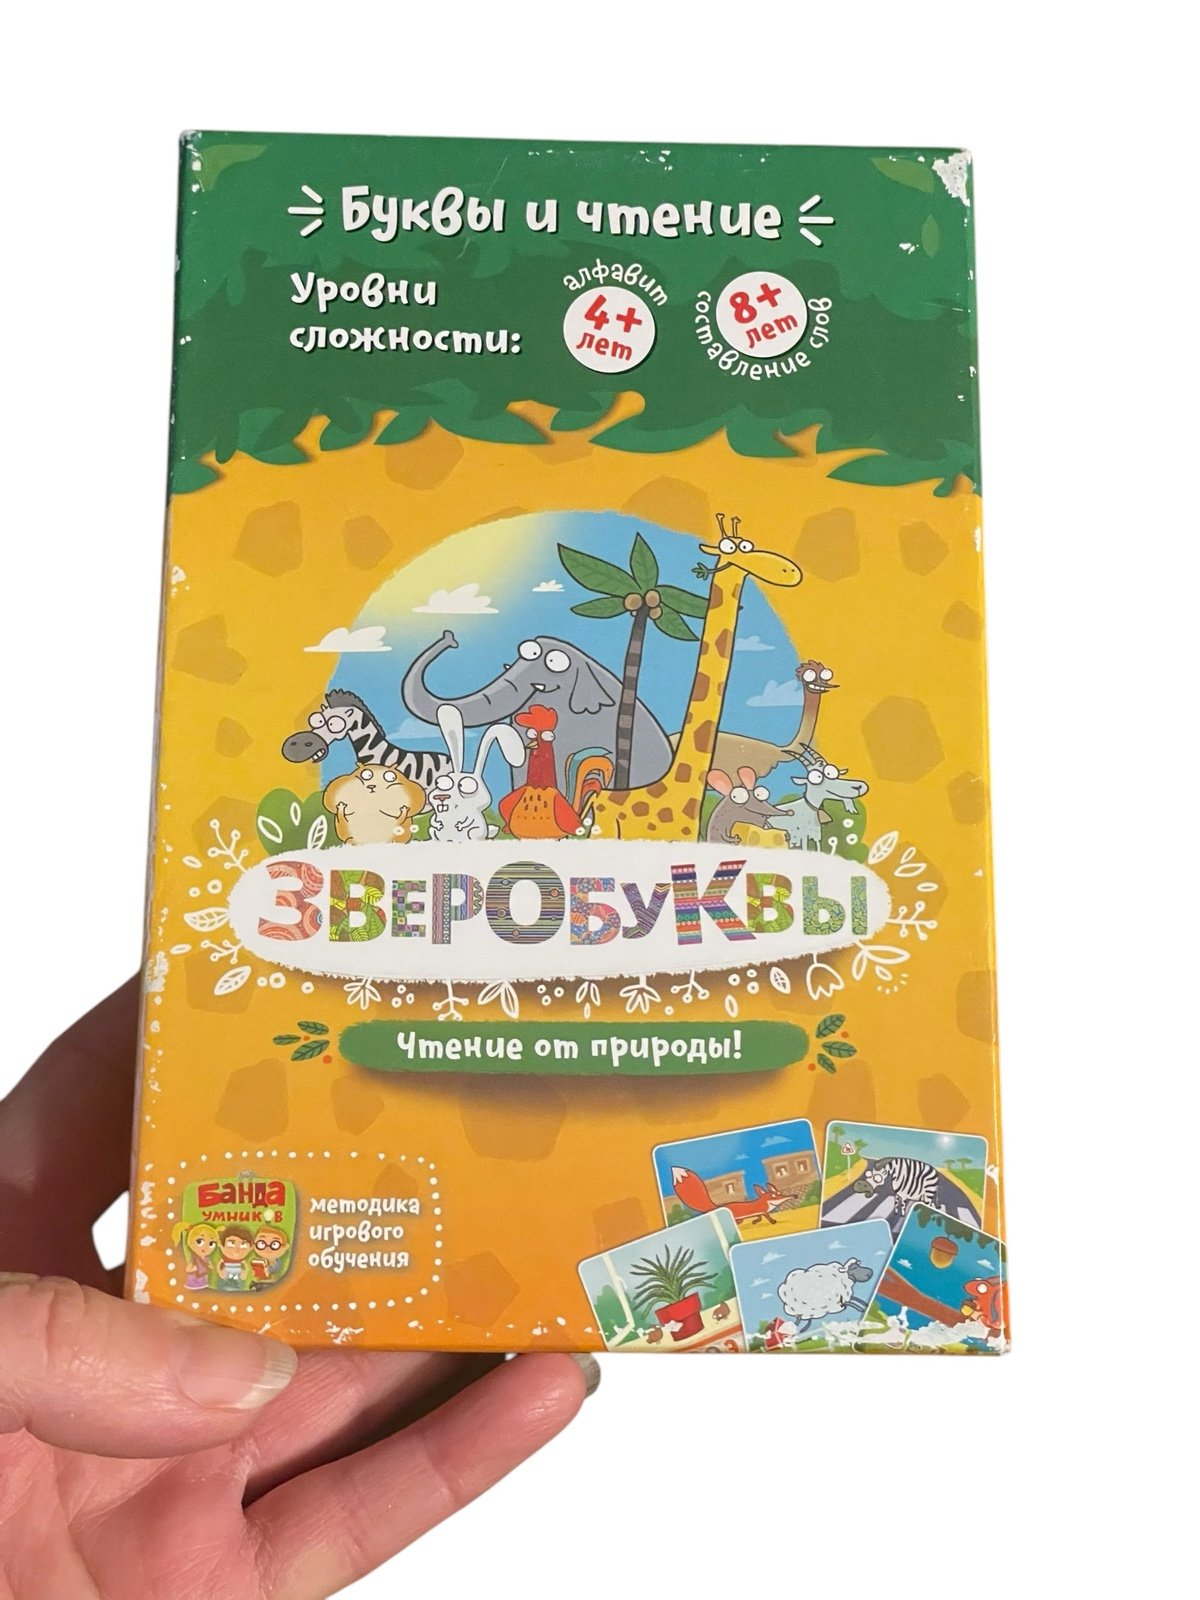 Буквы и чтение
Уровни
сложности:
алфавит
4+
лет
8+
лет
составление слов
ЗВЕРОБУКВЫ
Чтение от природы!
БАНДА
УМНИКОВ
методика
игрового
обучения